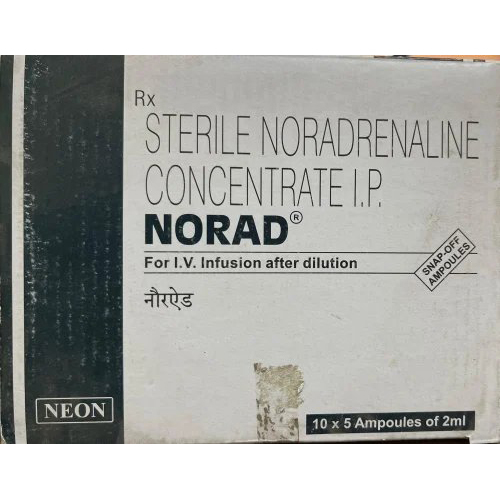 Rx
STERILE NORADRENALINE
CONCENTRATE I.P.
NORAD®
For I.V. Infusion after dilution
SNAP-OFF
AMPOULES
नौरऐड
NEON
10 x 5 Ampoules of 2ml